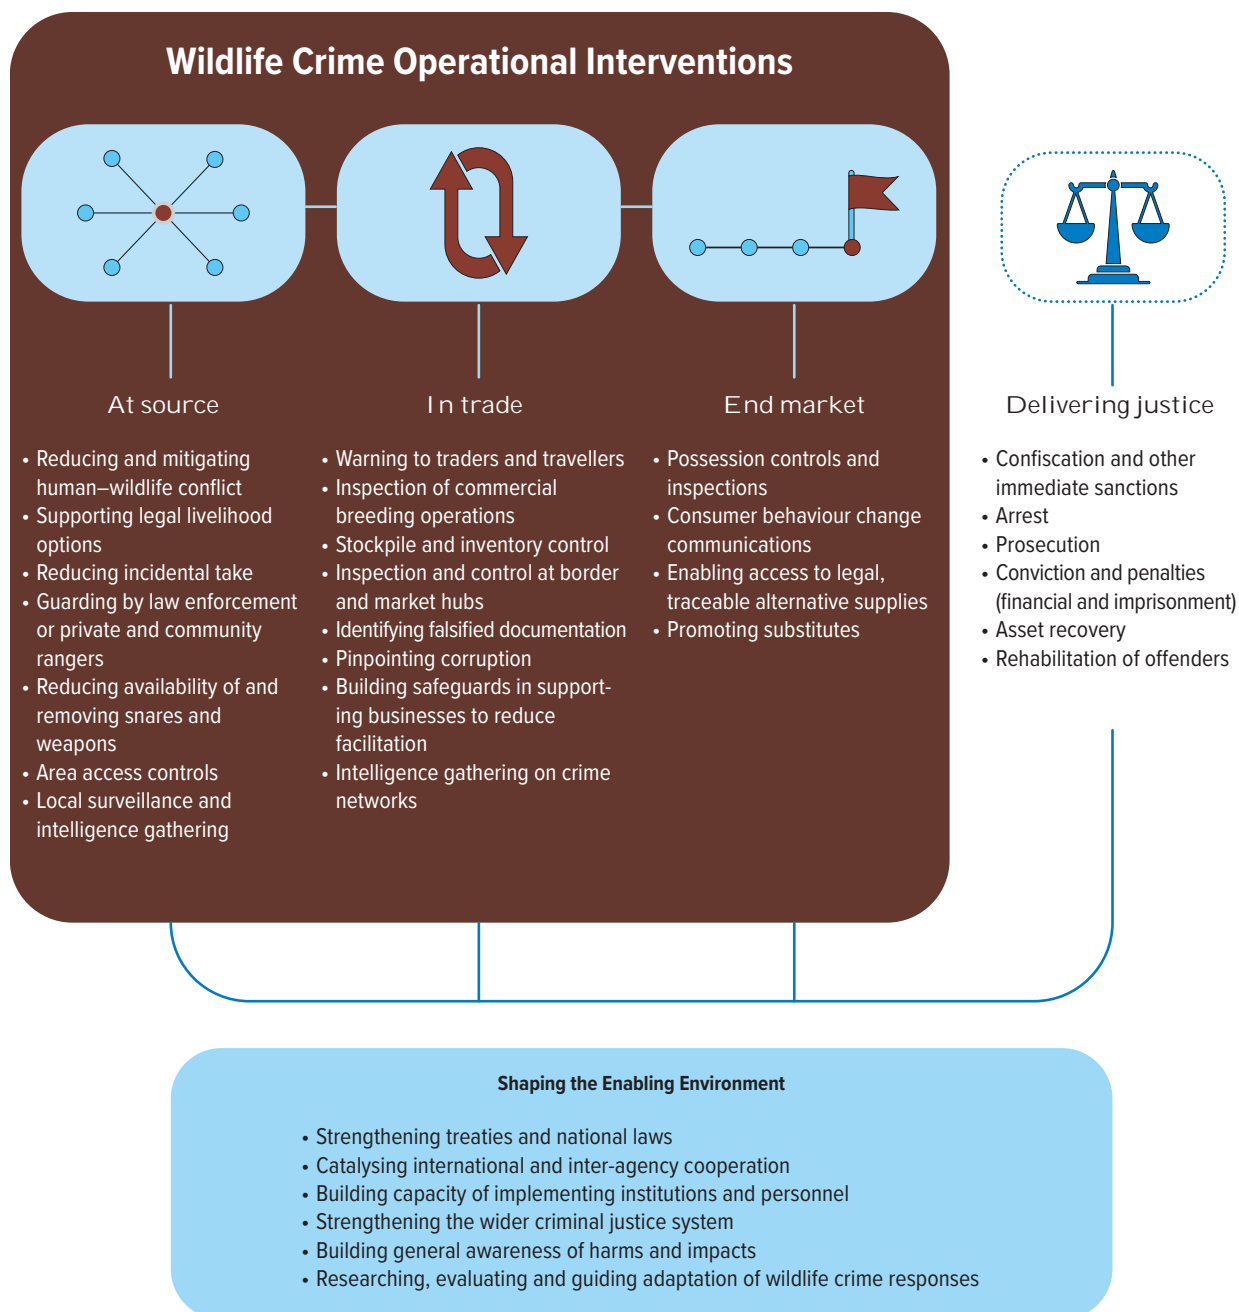 Wildlife Crime Operational Interventions
At source
• Reducing and mitigating
human–wildlife conflict
• Supporting legal livelihood
options
• Reducing incidental take
• Guarding by law enforcement
or private and community
rangers
• Reducing availability of and
removing snares and
weapons
• Area access controls
• Local surveillance and
intelligence gathering
In trade
• Warning to traders and travellers
• Inspection of commercial
breeding operations
• Stockpile and inventory control
• Inspection and control at border
and market hubs
• Identifying falsified documentation
• Pinpointing corruption
• Building safeguards in support-
ing businesses to reduce
facilitation
• Intelligence gathering on crime
networks
End market
• Possession controls and
inspections
• Consumer behaviour change
communications
• Enabling access to legal,
traceable alternative supplies
• Promoting substitutes
Delivering justice
• Confiscation and other
immediate sanctions
• Arrest
• Prosecution
• Conviction and penalties
(financial and imprisonment)
• Asset recovery
• Rehabilitation of offenders
Shaping the Enabling Environment
• Strengthening treaties and national laws
• Catalysing international and inter-agency cooperation
• Building capacity of implementing institutions and personnel
• Strengthening the wider criminal justice system
• Building general awareness of harms and impacts
• Researching, evaluating and guiding adaptation of wildlife crime responses